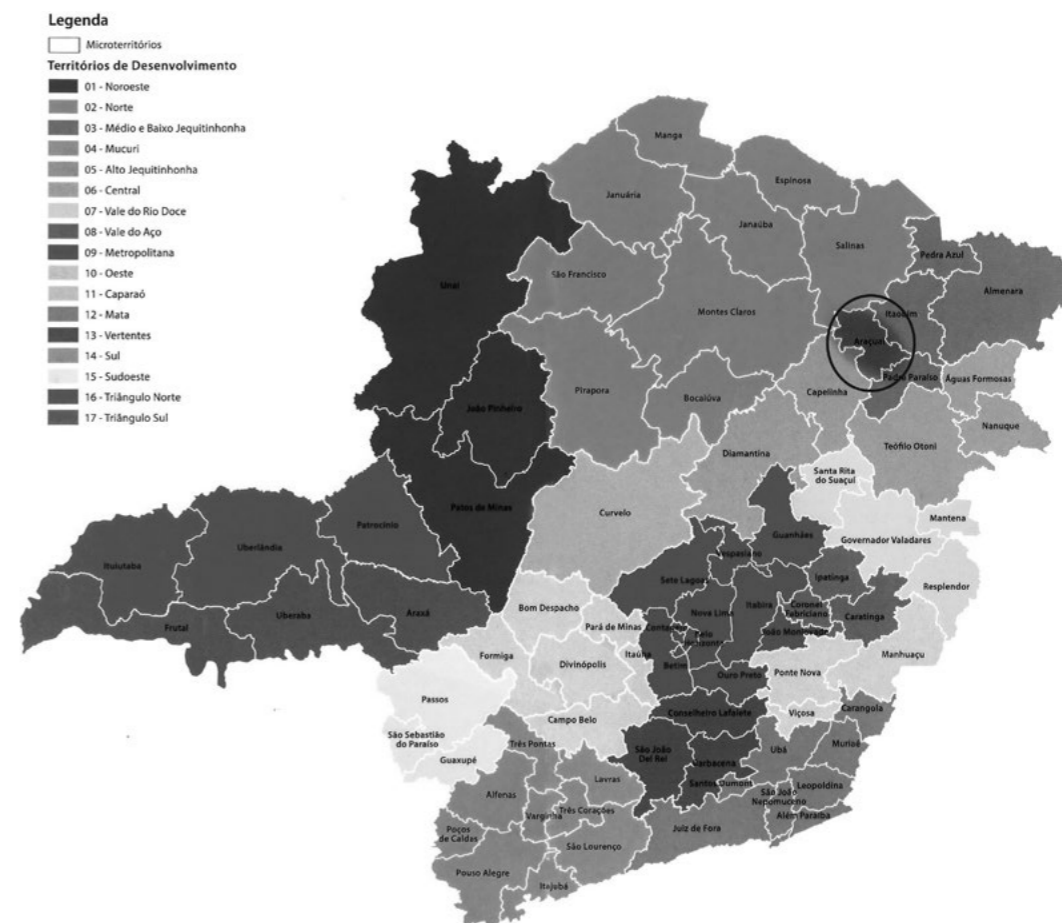 Legenda
Microterritórios
Territórios de Desenvolvimento
01 - Noroeste
02 - Norte
03 - Médio e Baixo Jequitinhonha
04 - Mucuri
05 - Alto Jequitinhonha
06 - Central
07 - Vale do Rio Doce
08 - Vale do Aço
09 - Metropolitana
10 - Oeste
11 - Caparaó
12 - Mata
13 - Vertentes
14 - Sul
15 - Sudoeste
16 - Triângulo Norte
17 - Triângulo Sul
Manga
Espinosa
Januária
Janaúba
Salinas
Pedra Azul
São Francisco
Unaí
Almenara
Montes Claros
Itaobim
Araçuaí
Padre Paraíso
Águas Formosas
Pirapora
Bocaiúva
Capelinha
João Pinheiro
Nanuque
Teófilo Otoni
Diamantina
Santa Rita
do Suaçuí
Patos de Minas
Curvelo
Mantena
Patrocínio
Governador Valadares
Guanhães
Uberlândia
Vespasiano
Ituiutaba
Sete Lagoas
Ipatinga
Resplendor
Bom Despacho
Nova Lima
Itabira
Coronel
Fabriciano
Caratinga
Araxá
Uberaba
Frutal
Pará de Minas
Contagem
Belo
Horizonte
João Monlevade
Itaúna
Formiga
Divinópolis
Betim
Ouro Preto
Ponte Nova
Manhuaçu
Passos
Campo Belo
Conselheiro Lafaiete
Viçosa
Carangola
São Sebastião
do Paraíso
Guaxupé
Três Pontas
São João
Del Rei
Barbacena
Ubá
Muriaé
Lavras
Santos Dumont
Leopoldina
Alfenas
São João
Nepomuceno
Varginha
Três Corações
Além Paraíba
Poços
de Caldas
São Lourenço
Juiz de Fora
Pouso Alegre
Itajubá